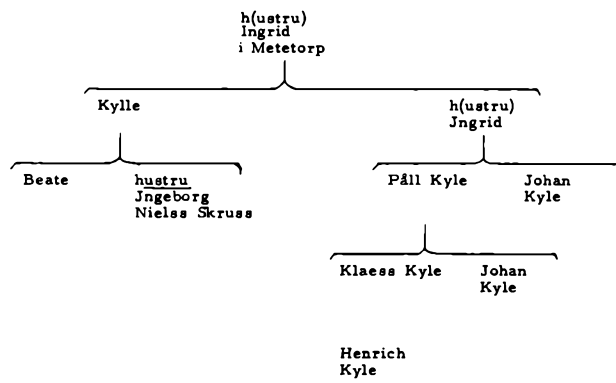 h(ustru)
Ingrid
i Metetorp
Kylle
h(ustru)
Jngrid
Beate
hustru
Jngeborg
Nielss Skruss
Påll Kyle
Johan
Kyle
Klaess Kyle
Johan
Kyle
Henrich
Kyle